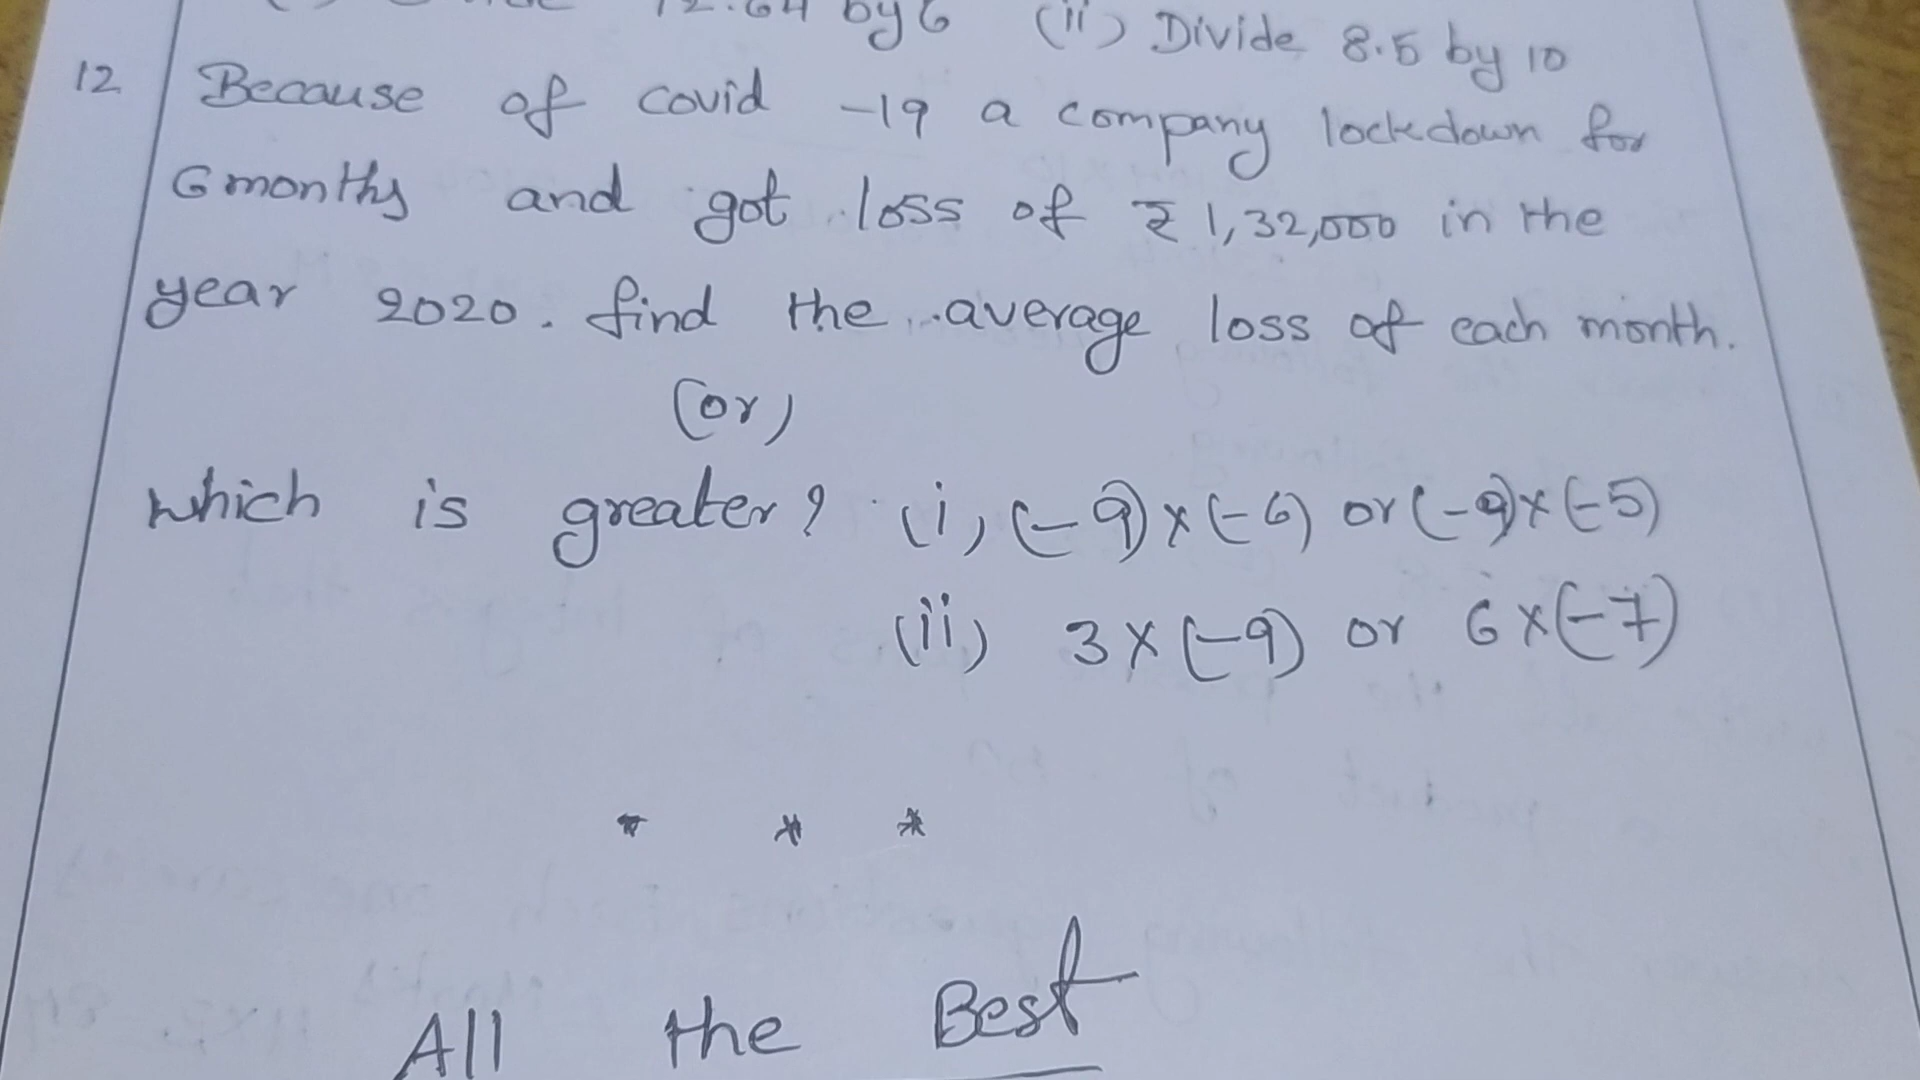 12.64 by 6 (ii) Divide 8.5 by 10
12 Because of covid -19 a company lockdown for
6 months and got loss of ₹ 1,32,000 in the
year 2020. find the average loss of each month.
(or)
which is greater? (i) (-9)×(-6) or (-9)×(-5)
(ii) 3×(-9) or 6×(-7)
* * *
All the Best